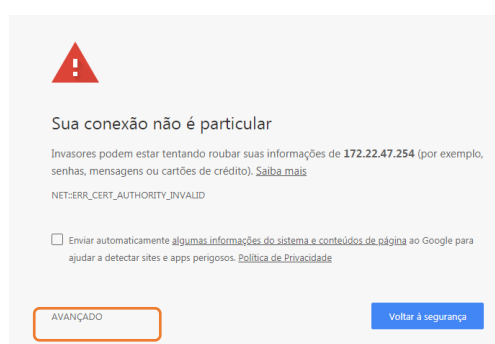 Sua conexão não é particular
Invasores podem estar tentando roubar suas informações de 172.22.47.254 (por exemplo,
senhas, mensagens ou cartões de crédito). Saiba mais
NET::ERR_CERT_AUTHORITY_INVALID
Enviar automaticamente algumas informações do sistema e conteúdos de página ao Google para
ajudar a detectar sites e apps perigosos. Política de Privacidade
AVANÇADO
Voltar à segurança